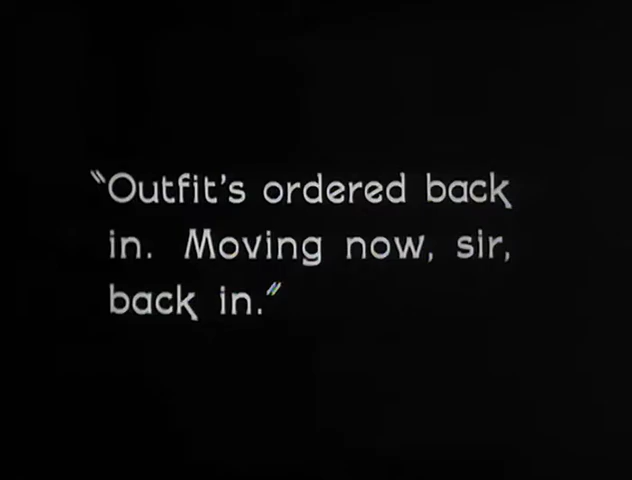 "Outfit's ordered back
in. Moving now, sir,
back in."